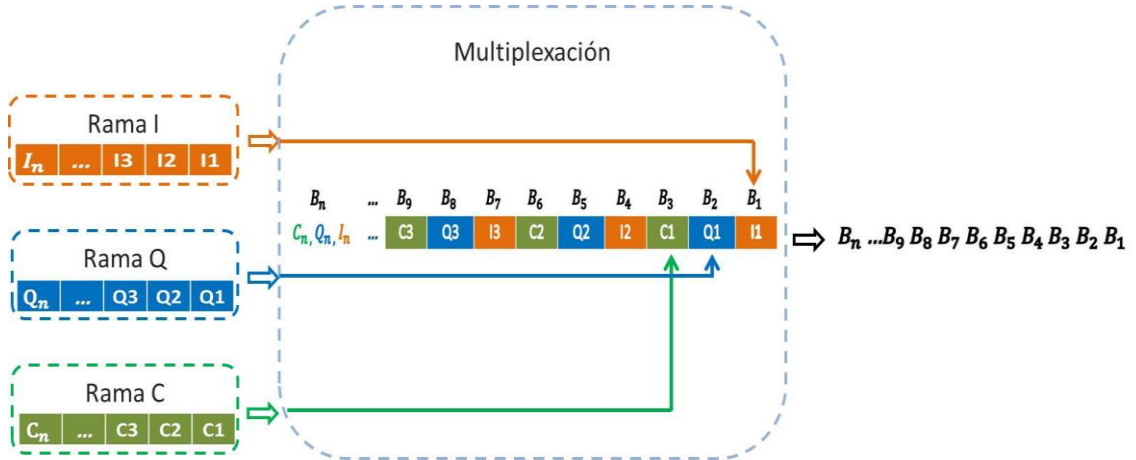 Multiplexación
Rama I
Iₙ ... I3 I2 I1
Bₙ ... B₉ B₈ B₇ B₆ B₅ B₄ B₃ B₂ B₁
Cₙ, Qₙ, Iₙ ... C3 Q3 I3 C2 Q2 I2 C1 Q1 I1
Bₙ ...B₉ B₈ B₇ B₆ B₅ B₄ B₃ B₂ B₁
Rama Q
Qₙ ... Q3 Q2 Q1
Rama C
Cₙ ... C3 C2 C1